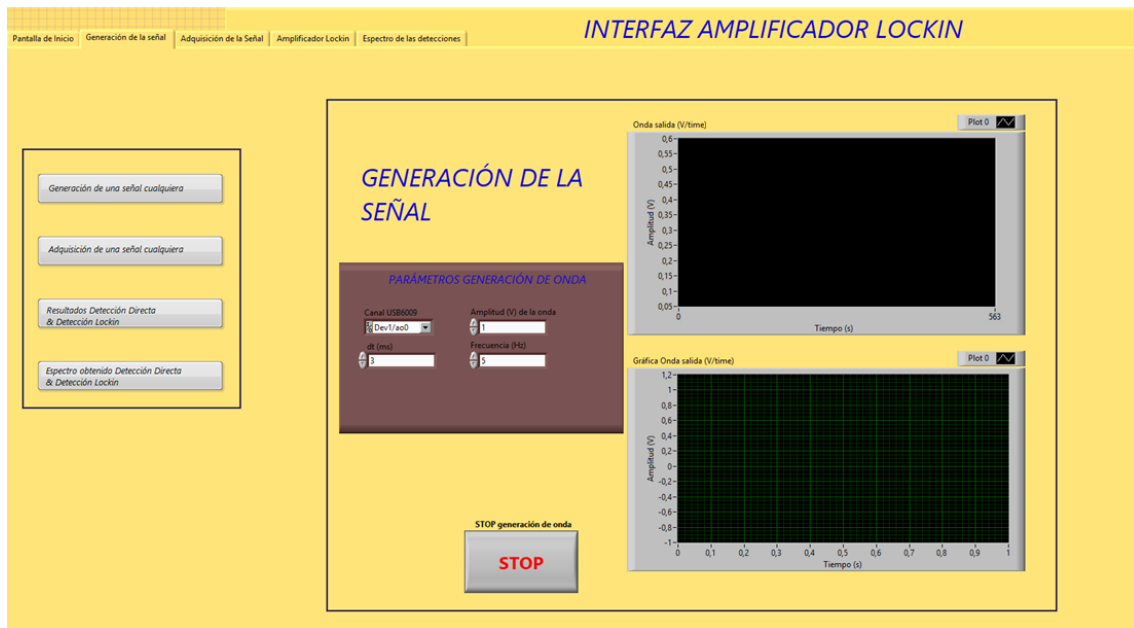 INTERFAZ AMPLIFICADOR LOCKIN
Pantalla de Inicio
Generación de la señal
Adquisición de la Señal
Amplificador Lockin
Espectro de las detecciones
Generación de una señal cualquiera
Adquisición de una señal cualquiera
Resultados Detección Directa
& Detección Lockin
Espectro obtenido Detección Directa
& Detección Lockin
GENERACIÓN DE LA
SEÑAL
PARÁMETROS GENERACIÓN DE ONDA
Canal USB6009
Dev1/ao0
Amplitud (V) de la onda
1
dt (ms)
3
Frecuencia (Hz)
5
STOP generación de onda
STOP
Onda salida (V/time)
Plot 0
Amplitud (V)
0,6
0,55
0,5
0,45
0,4
0,35
0,3
0,25
0,2
0,15
0,1
0,05
0
563
Tiempo (s)
Gráfica Onda salida (V/time)
Plot 0
Amplitud (V)
1,2
1
0,8
0,6
0,4
0,2
0
-0,2
-0,4
-0,6
-0,8
-1
0 0,1 0,2 0,3 0,4 0,5 0,6 0,7 0,8 0,9 1
Tiempo (s)